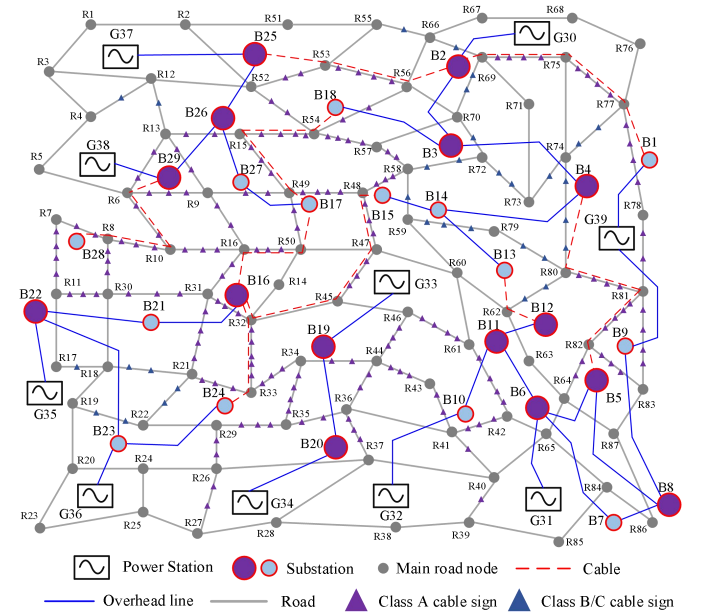 R1 R2 R51 R55 R67 R68
G37 B25 R66 G30 R76
R3 R12 R52 R53 R56 B2 R69 R75
B26 B18 R77
R4 R13 R15 R54 R70 R71
G38 B29 R57 B3 R74 B1
R5 B27 R58 R72 B4
R6 R9 R49 B17 R48 B15 B14 R73
R7 R8 G39 R78
B28 R10 R16 R50 R47 R59 R79
R11 R30 R31 B16 R14 G33 R60 B13 R80 R81
B22 B21 R32 R45 R46 R62 B12
B19 R61 B11 R82 B9
R17 R18 R21 R34 R44 R63
G35 B24 R33 R43 B6 R64 B5 R83
R19 R22 R35 R36 B10 R42
B23 R29 B20 R41 R65 R87
R20 R24 R26 R37 R40 R84 B8
G36 G34 G32 G31 B7 R86
R23 R25 R27 R28 R38 R39 R85
Power Station Substation Main road node Cable
Overhead line Road Class A cable sign Class B/C cable sign